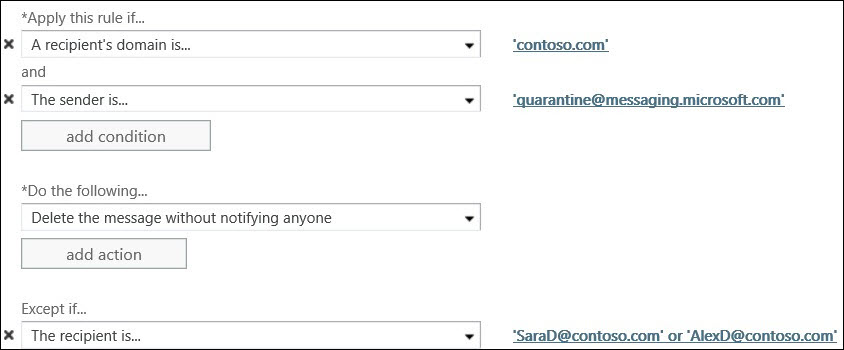 *Apply this rule if...
A recipient's domain is... 'contoso.com'
and
The sender is... 'quarantine@messaging.microsoft.com'
add condition
*Do the following...
Delete the message without notifying anyone
add action
Except if...
The recipient is... 'SaraD@contoso.com' or 'AlexD@contoso.com'